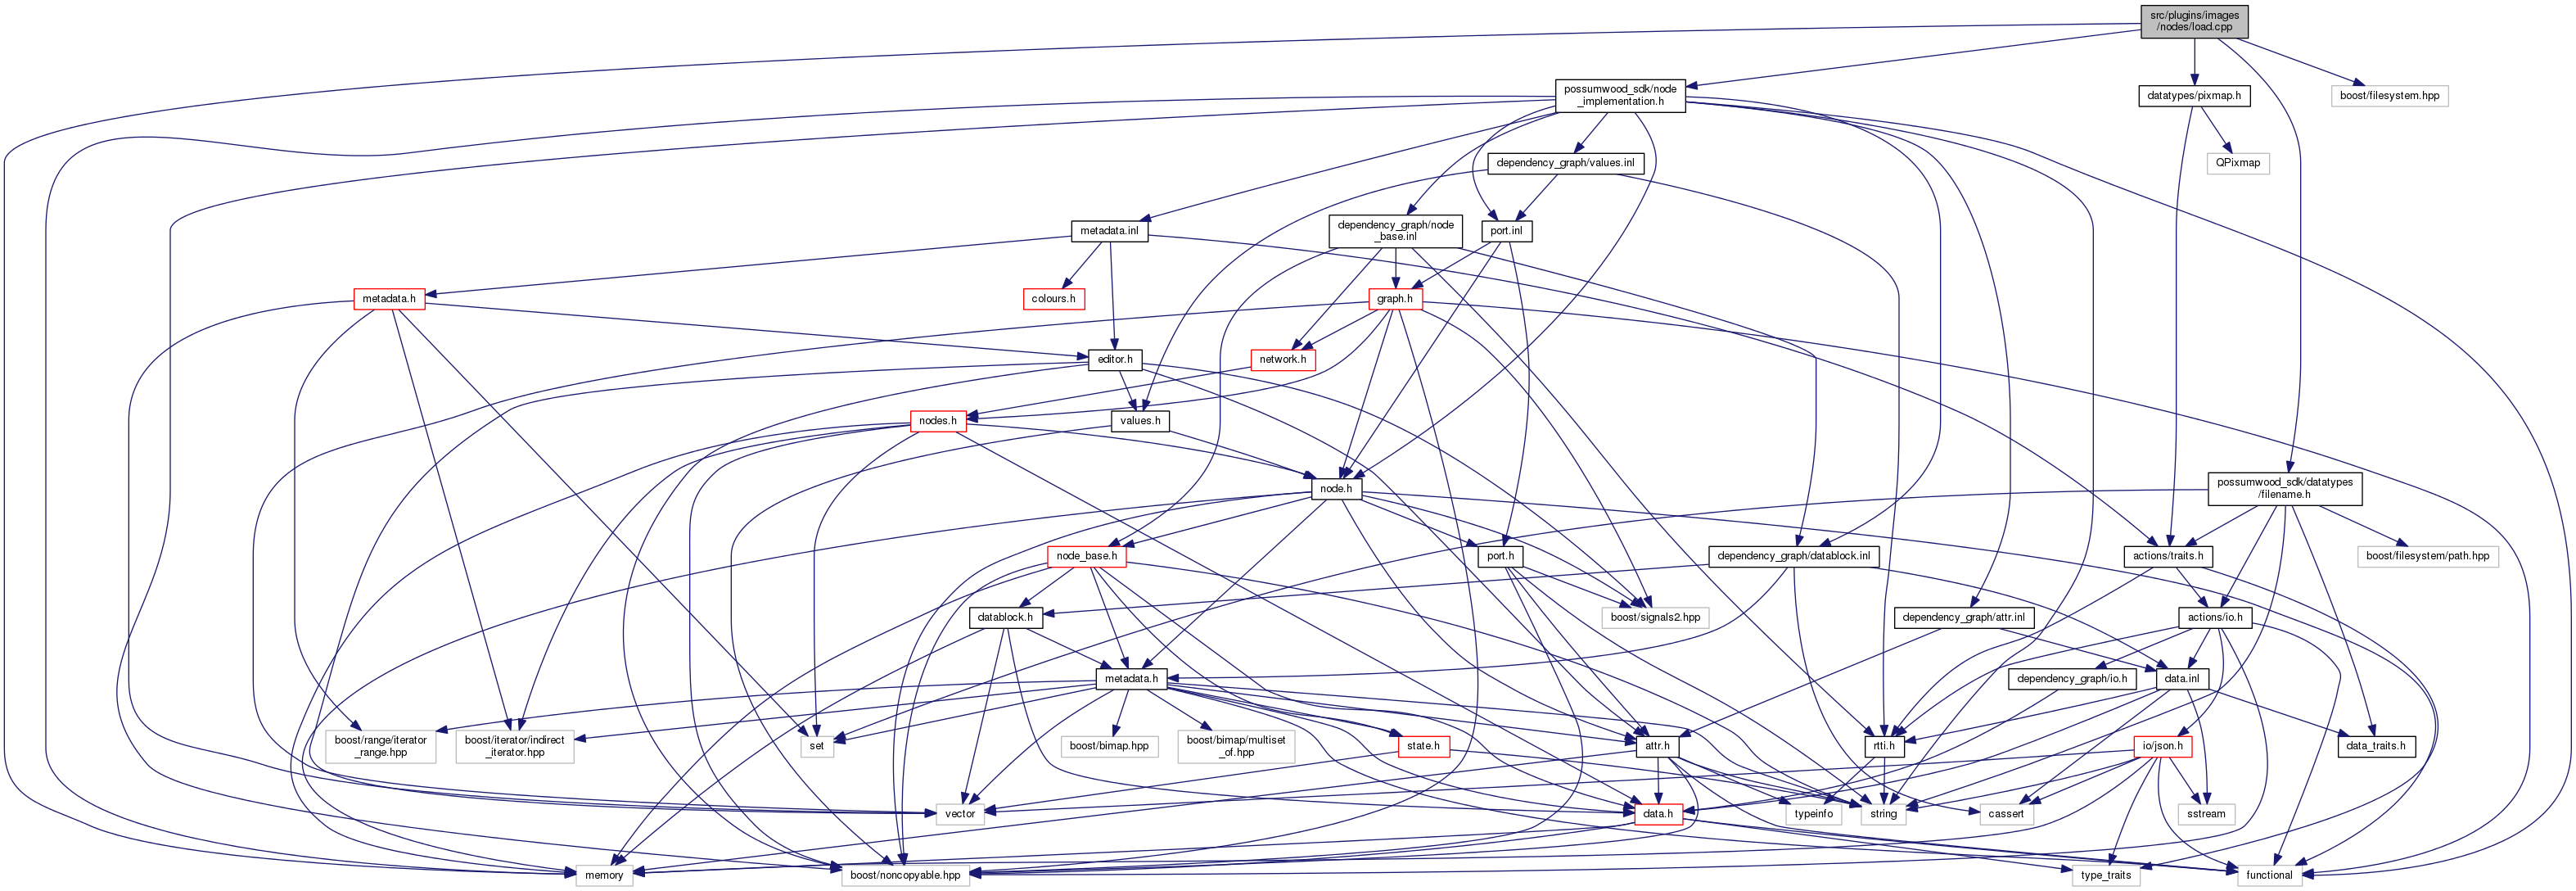 src/plugins/images
/nodes/load.cpp
possumwood_sdk/node
_implementation.h
datatypes/pixmap.h
boost/filesystem.hpp
dependency_graph/values.inl
QPixmap
metadata.inl
dependency_graph/node
_base.inl
port.inl
metadata.h
colours.h
graph.h
editor.h
network.h
nodes.h
values.h
node.h
possumwood_sdk/datatypes
/filename.h
node_base.h
port.h
dependency_graph/datablock.inl
actions/traits.h
boost/filesystem/path.hpp
datablock.h
boost/signals2.hpp
dependency_graph/attr.inl
actions/io.h
metadata.h
dependency_graph/io.h
data.inl
boost/range/iterator
_range.hpp
boost/iterator/indirect
_iterator.hpp
set
boost/bimap.hpp
boost/bimap/multiset
_of.hpp
state.h
attr.h
rtti.h
io/json.h
data_traits.h
vector
data.h
typeinfo
string
cassert
sstream
memory
boost/noncopyable.hpp
type_traits
functional